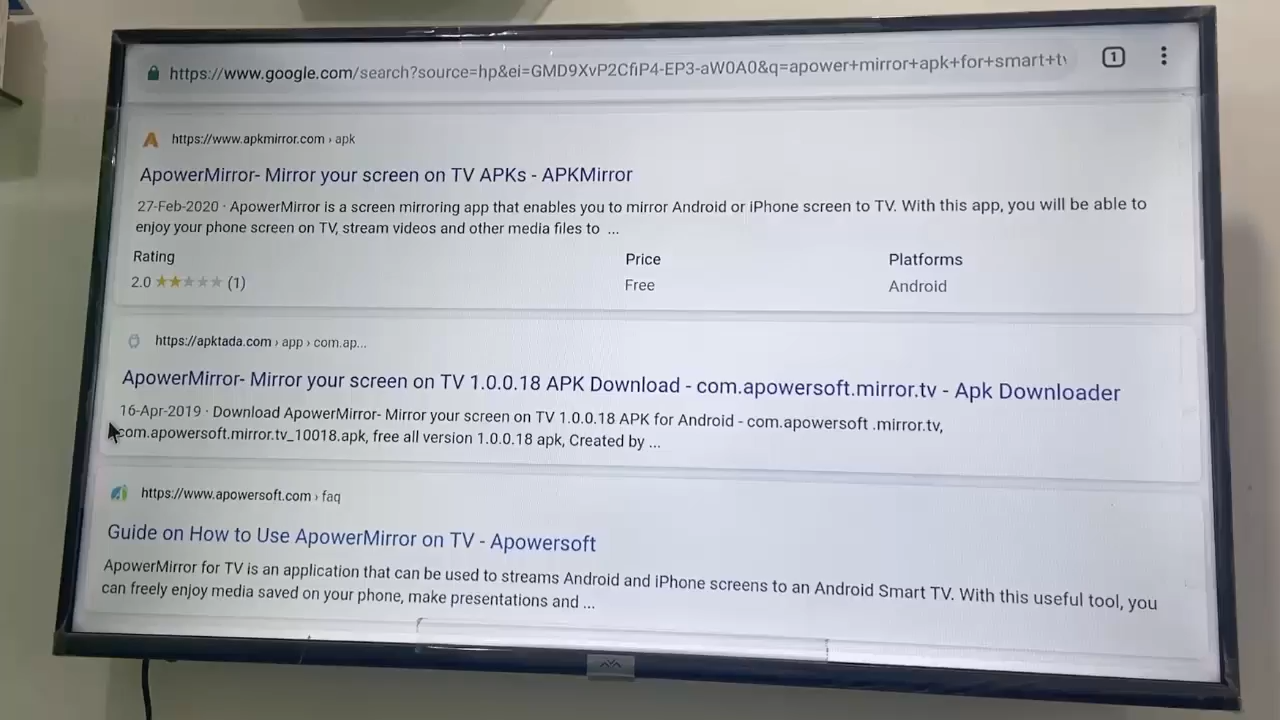 https://www.google.com/search?source=hp&ei=GMD9XvP2CfiP4-EP3-aW0A0&q=apower+mirror+apk+for+smart+tv
1
https://www.apkmirror.com › apk
ApowerMirror- Mirror your screen on TV APKs - APKMirror
27-Feb-2020 · ApowerMirror is a screen mirroring app that enables you to mirror Android or iPhone screen to TV. With this app, you will be able to
enjoy your phone screen on TV, stream videos and other media files to ...
Rating Price Platforms
2.0 ★★★★★ (1) Free Android
https://apktada.com › app › com.ap...
ApowerMirror- Mirror your screen on TV 1.0.0.18 APK Download - com.apowersoft.mirror.tv - Apk Downloader
16-Apr-2019 · Download ApowerMirror- Mirror your screen on TV 1.0.0.18 APK for Android - com.apowersoft .mirror.tv,
com.apowersoft.mirror.tv_10018.apk, free all version 1.0.0.18 apk, Created by ...
https://www.apowersoft.com › faq
Guide on How to Use ApowerMirror on TV - Apowersoft
ApowerMirror for TV is an application that can be used to streams Android and iPhone screens to an Android Smart TV. With this useful tool, you
can freely enjoy media saved on your phone, make presentations and ...